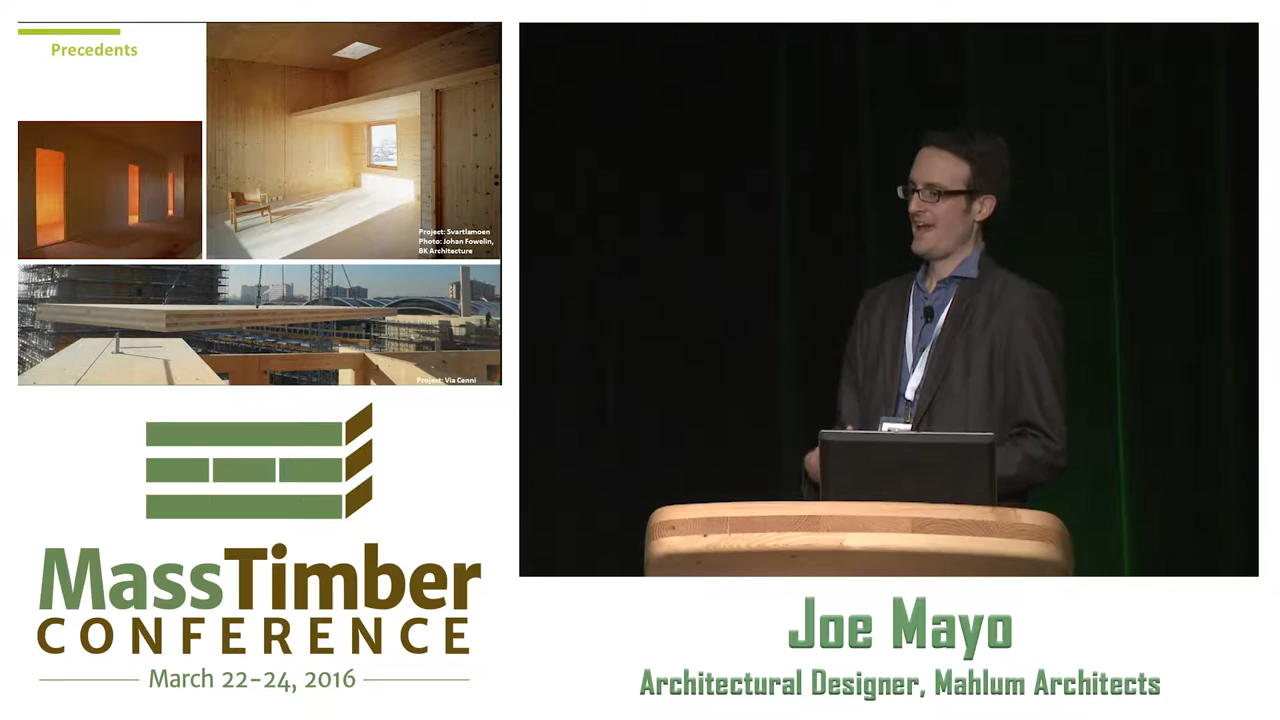 Precedents
Project: Svartlamoen
Photo: Johan Fowelin,
BK Architecture
Project: Via Cenni
MassTimber
CONFERENCE
March 22-24, 2016
Joe Mayo
Architectural Designer, Mahlum Architects